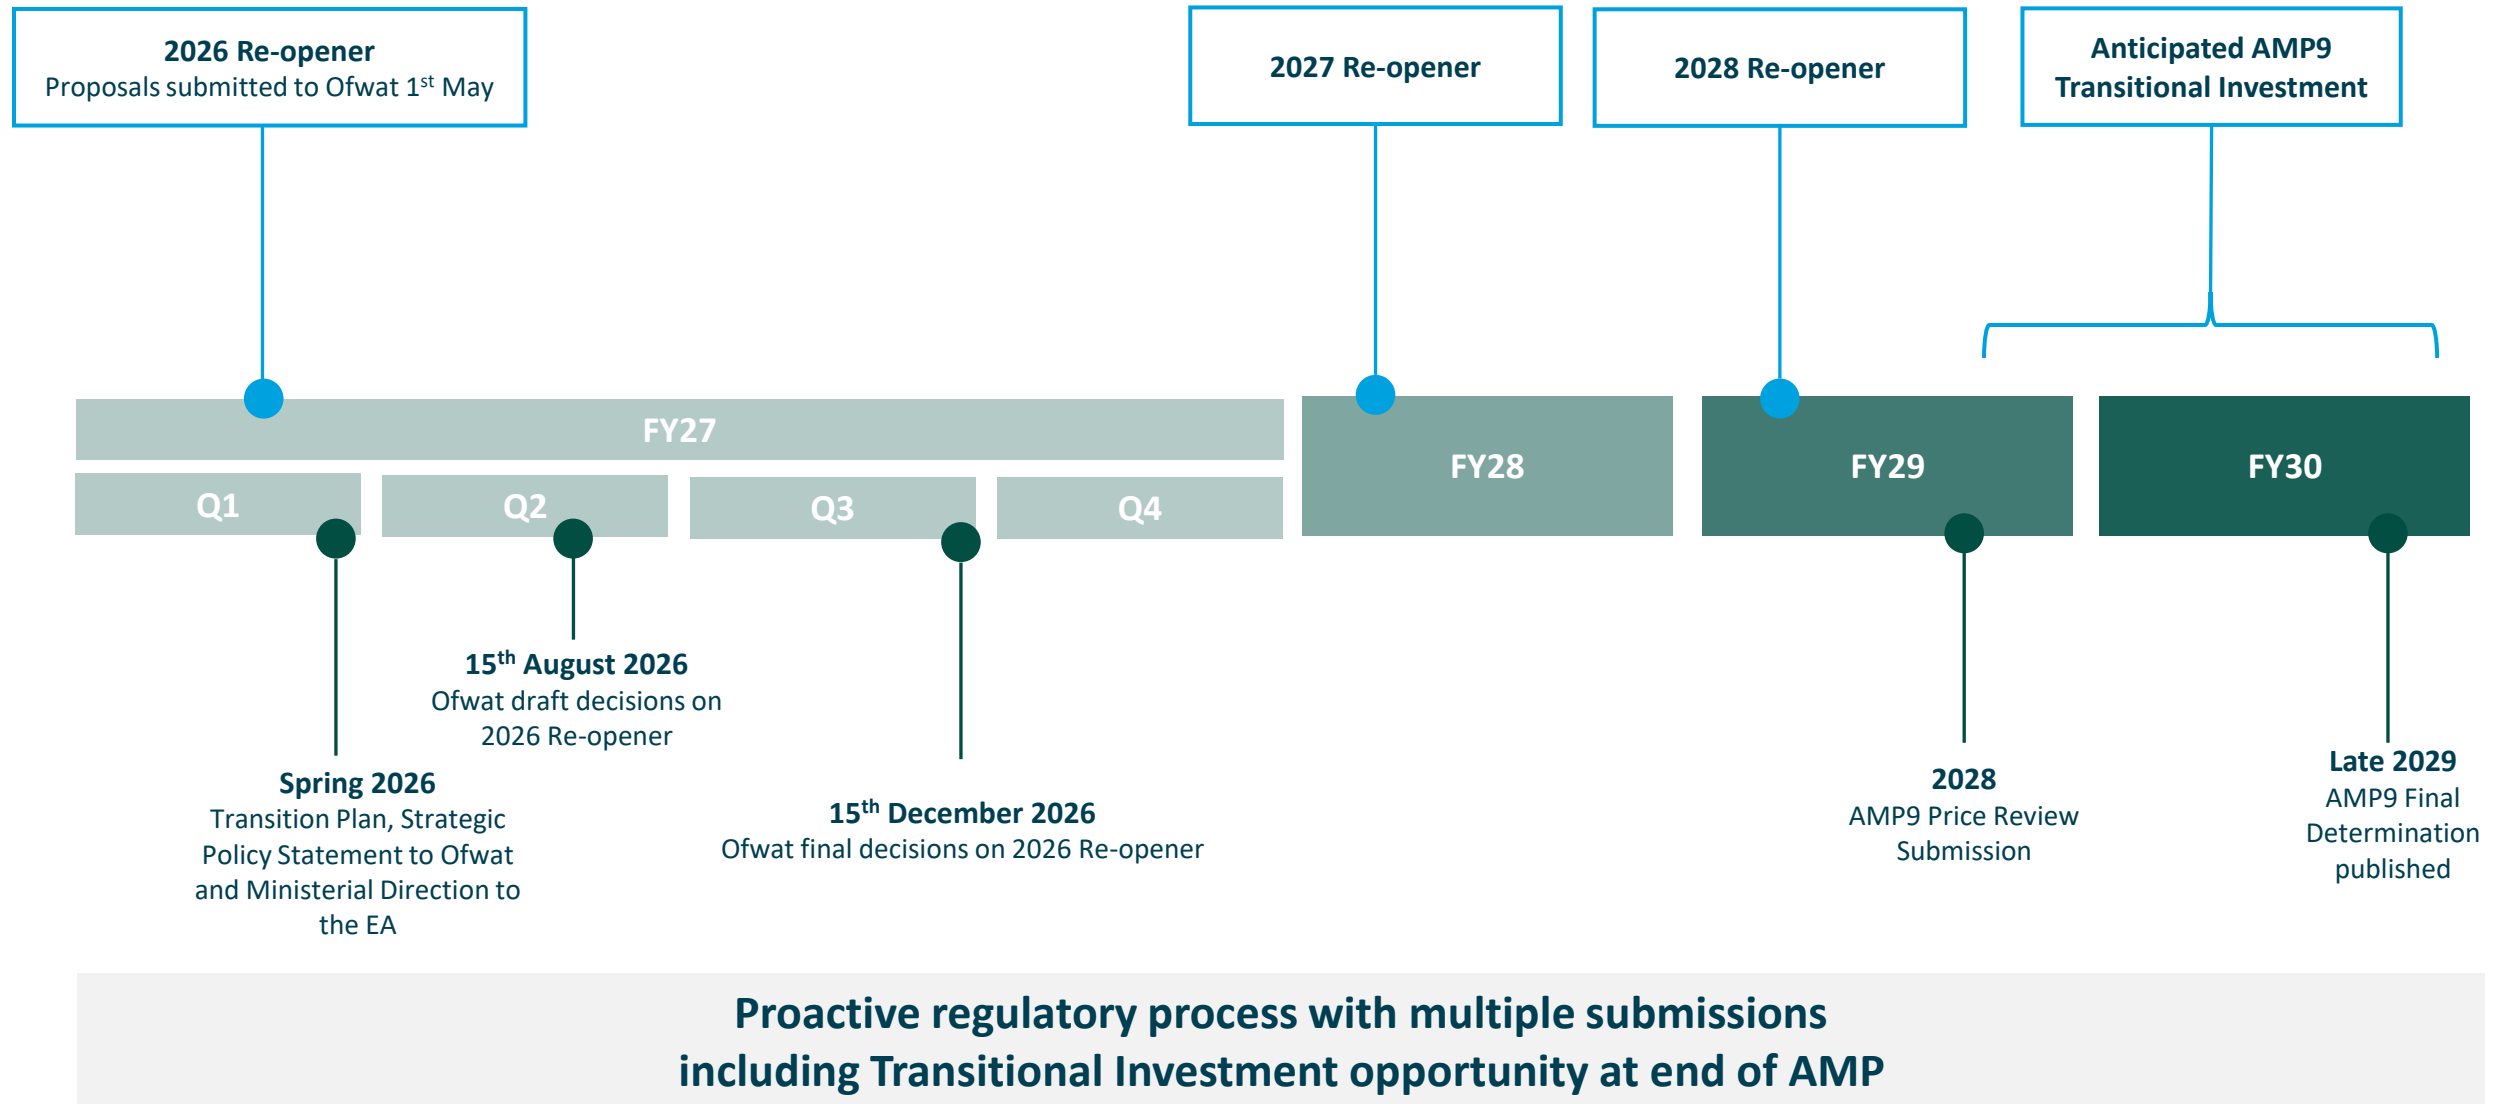 2026 Re-opener
Proposals submitted to Ofwat 1st May
2027 Re-opener
2028 Re-opener
Anticipated AMP9
Transitional Investment
FY27
Q1
Q2
Q3
Q4
FY28
FY29
FY30
Spring 2026
Transition Plan, Strategic
Policy Statement to Ofwat
and Ministerial Direction to
the EA
15th August 2026
Ofwat draft decisions on
2026 Re-opener
15th December 2026
Ofwat final decisions on 2026 Re-opener
2028
AMP9 Price Review
Submission
Late 2029
AMP9 Final
Determination
published
Proactive regulatory process with multiple submissions
including Transitional Investment opportunity at end of AMP